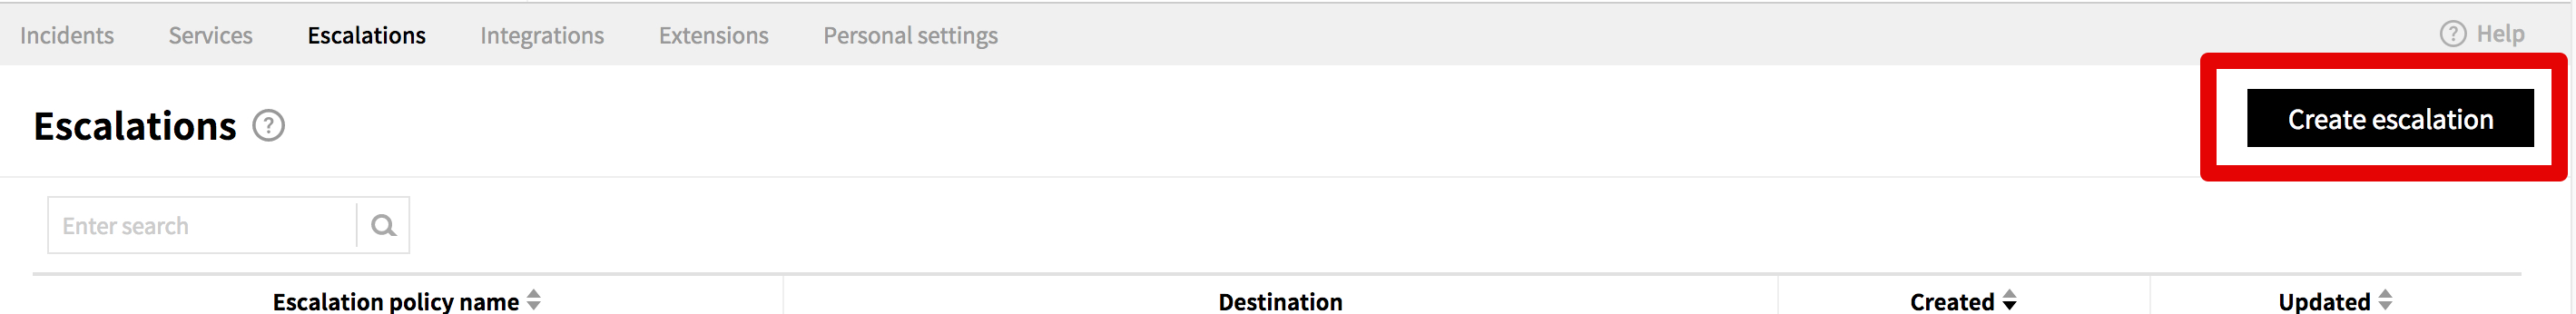 Incidents Services Escalations Integrations Extensions Personal settings ? Help
Escalations ? Create escalation
Enter search
Escalation policy name Destination Created Updated